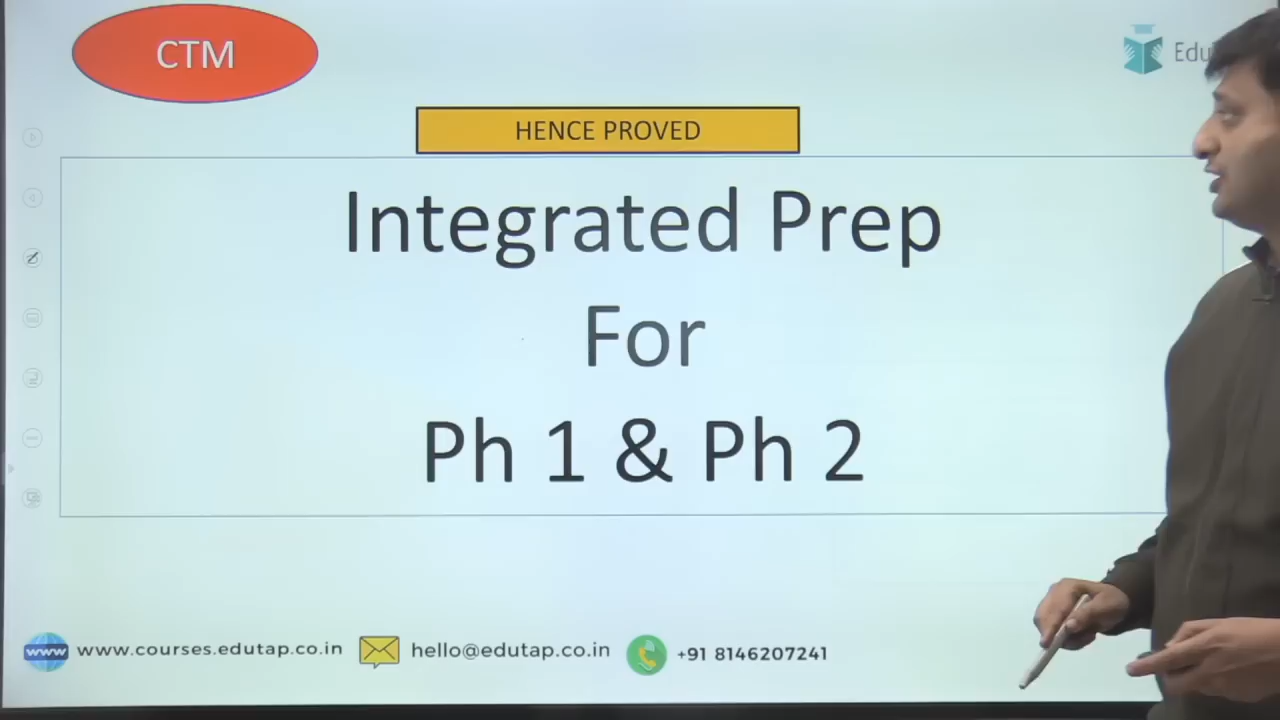 CTM
Edu
HENCE PROVED
Integrated Prep
For
Ph 1 & Ph 2
www www.courses.edutap.co.in hello@edutap.co.in +91 8146207241